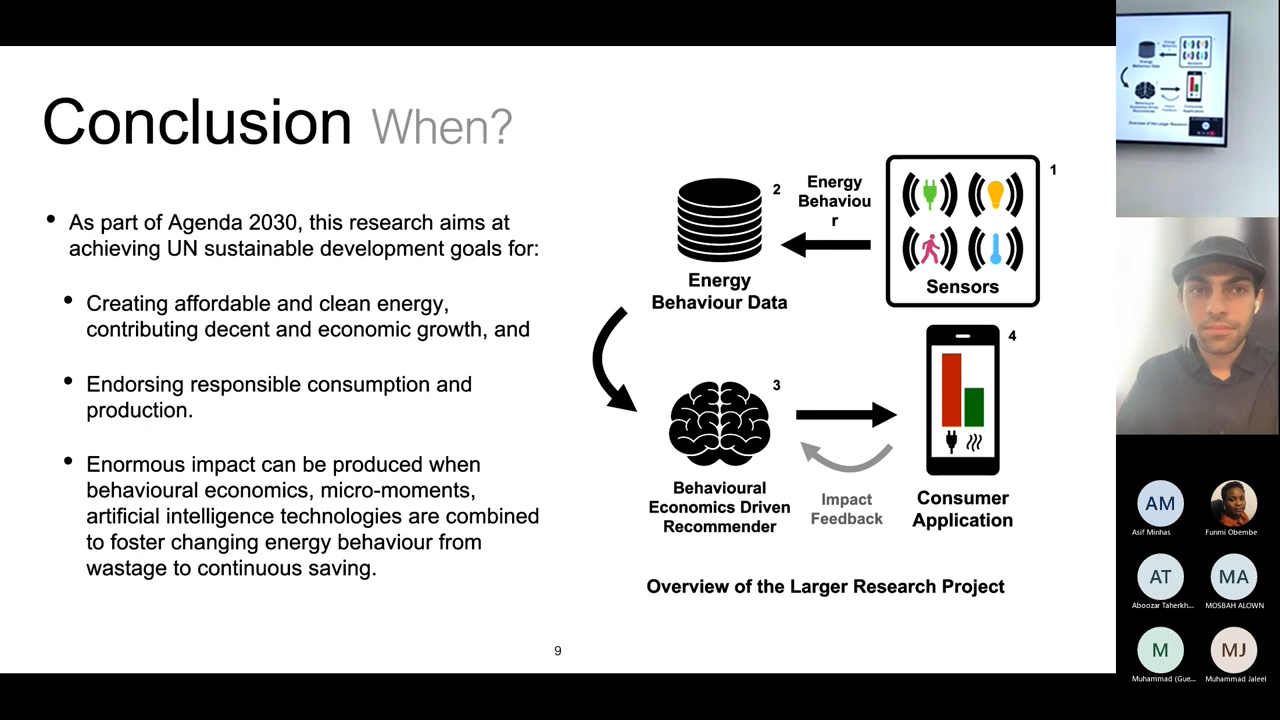 Conclusion When?
As part of Agenda 2030, this research aims at
achieving UN sustainable development goals for:
Creating affordable and clean energy,
contributing decent and economic growth, and
Endorsing responsible consumption and
production.
Enormous impact can be produced when
behavioural economics, micro-moments,
artificial intelligence technologies are combined
to foster changing energy behaviour from
wastage to continuous saving.
1
Sensors
Energy
Behaviou
r
2
Energy
Behaviour Data
3
Behavioural
Economics Driven
Recommender
Impact
Feedback
4
Consumer
Application
Overview of the Larger Research Project
9
AM
Asif Minhas
Funmi Obembe
AT
Aboozar Taherkh...
MA
MOSBAH ALOWN
M
Muhammad (Gue...
MJ
Muhammad Jaleel